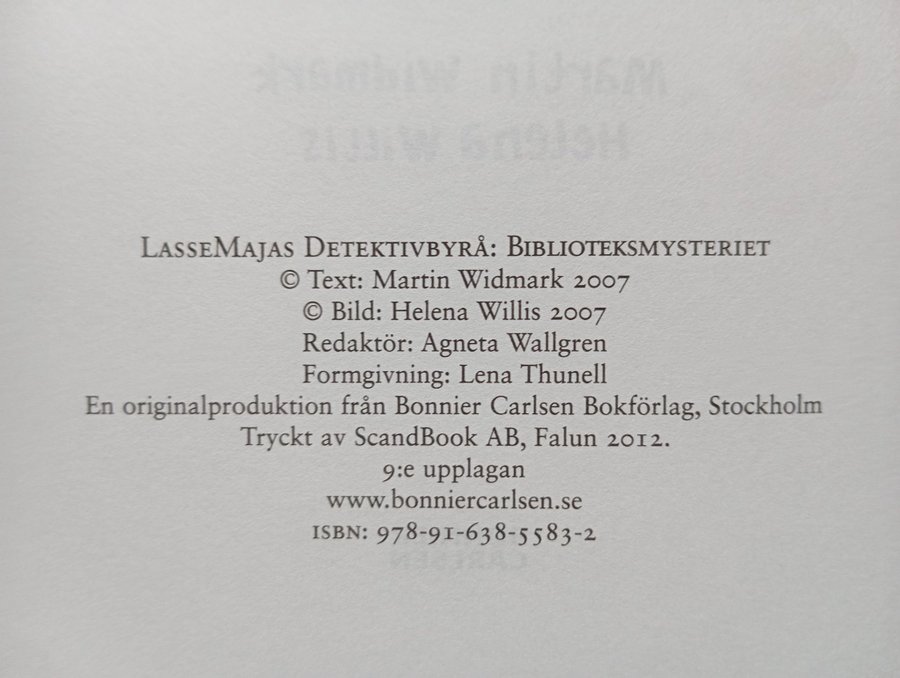 LasseMajas Detektivbyrå: Biblioteksmysteriet
© Text: Martin Widmark 2007
© Bild: Helena Willis 2007
Redaktör: Agneta Wallgren
Formgivning: Lena Thunell
En originalproduktion från Bonnier Carlsen Bokförlag, Stockholm
Tryckt av ScandBook AB, Falun 2012.
9:e upplagan
www.bonniercarlsen.se
ISBN: 978-91-638-5583-2